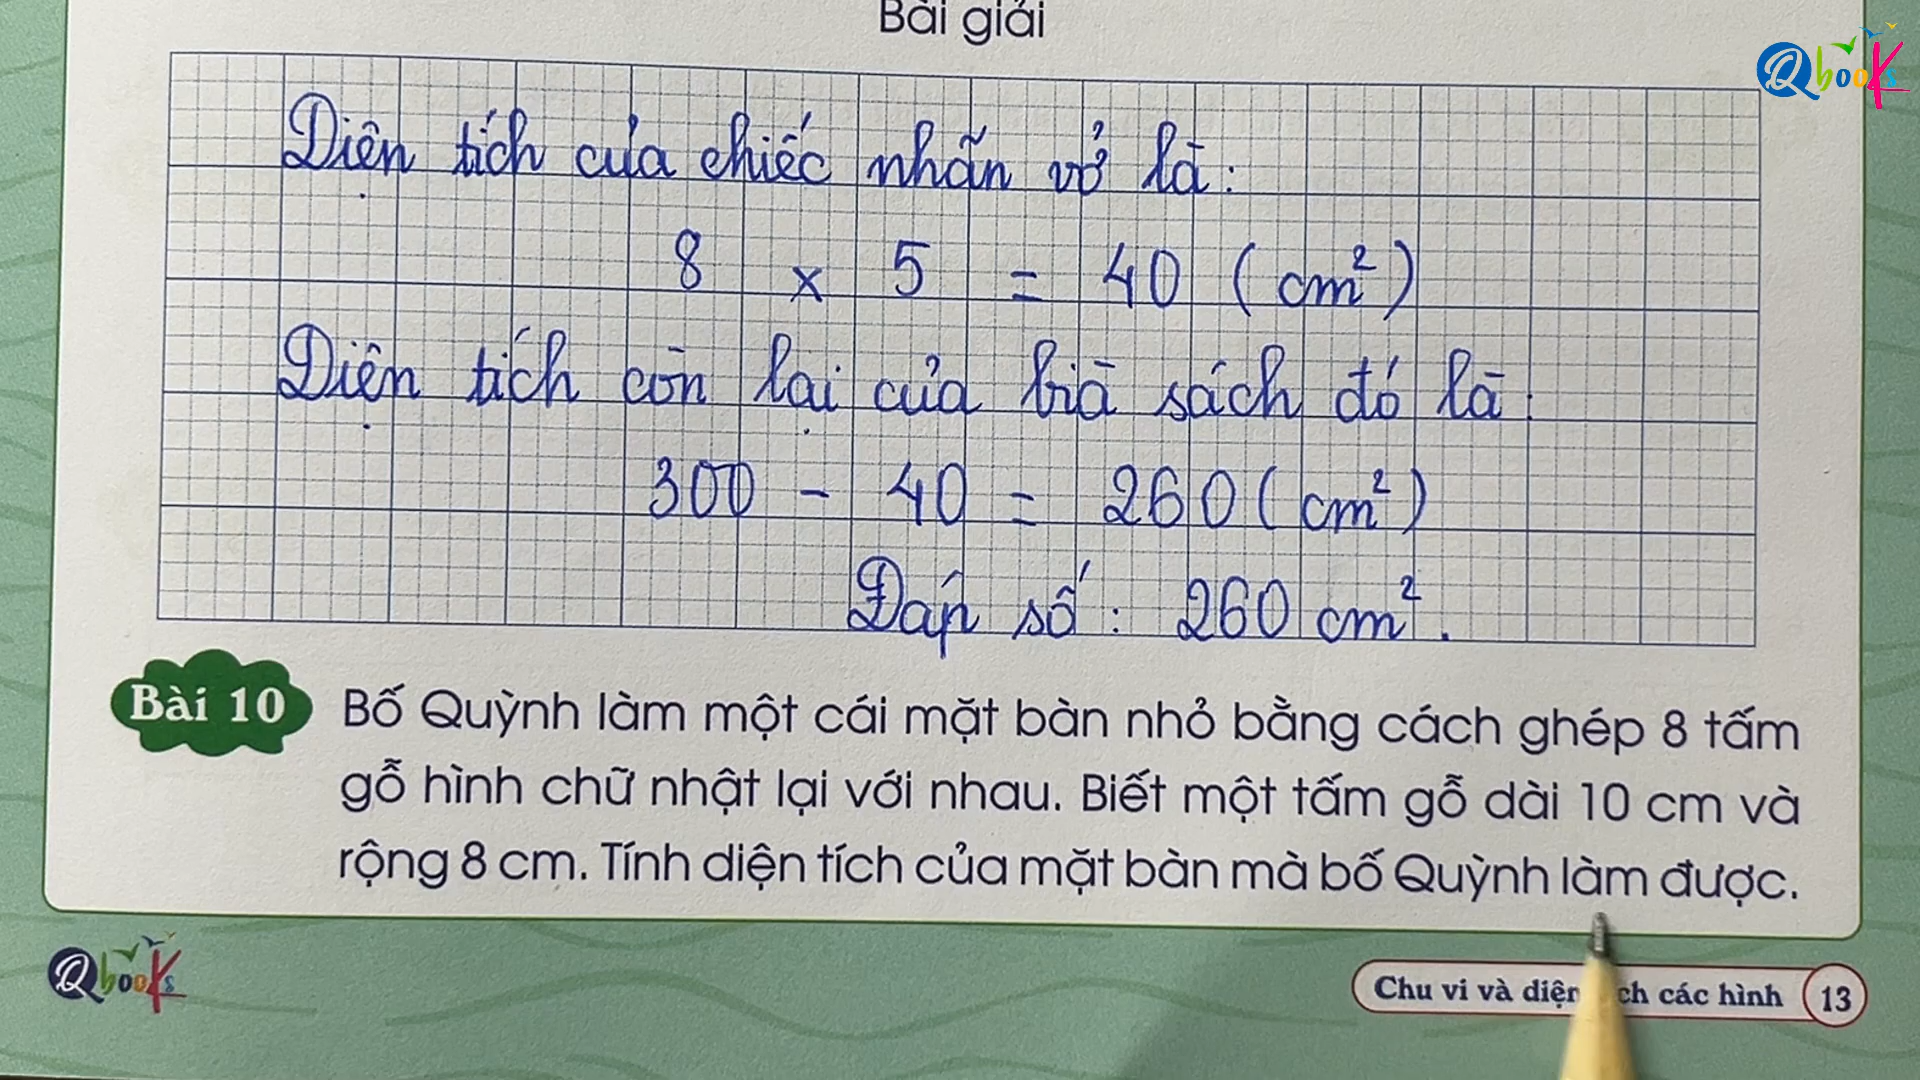 Bài giải
Qbooks
Diện tích của chiếc nhãn vở là:
8 x 5 = 40 (cm²)
Diện tích còn lại của bìa sách đó là:
300 - 40 = 260 (cm²)
Đáp số: 260 cm².
Bài 10 Bố Quỳnh làm một cái mặt bàn nhỏ bằng cách ghép 8 tấm
gỗ hình chữ nhật lại với nhau. Biết một tấm gỗ dài 10 cm và
rộng 8 cm. Tính diện tích của mặt bàn mà bố Quỳnh làm được.
Qbooks
Chu vi và diện tích các hình 13